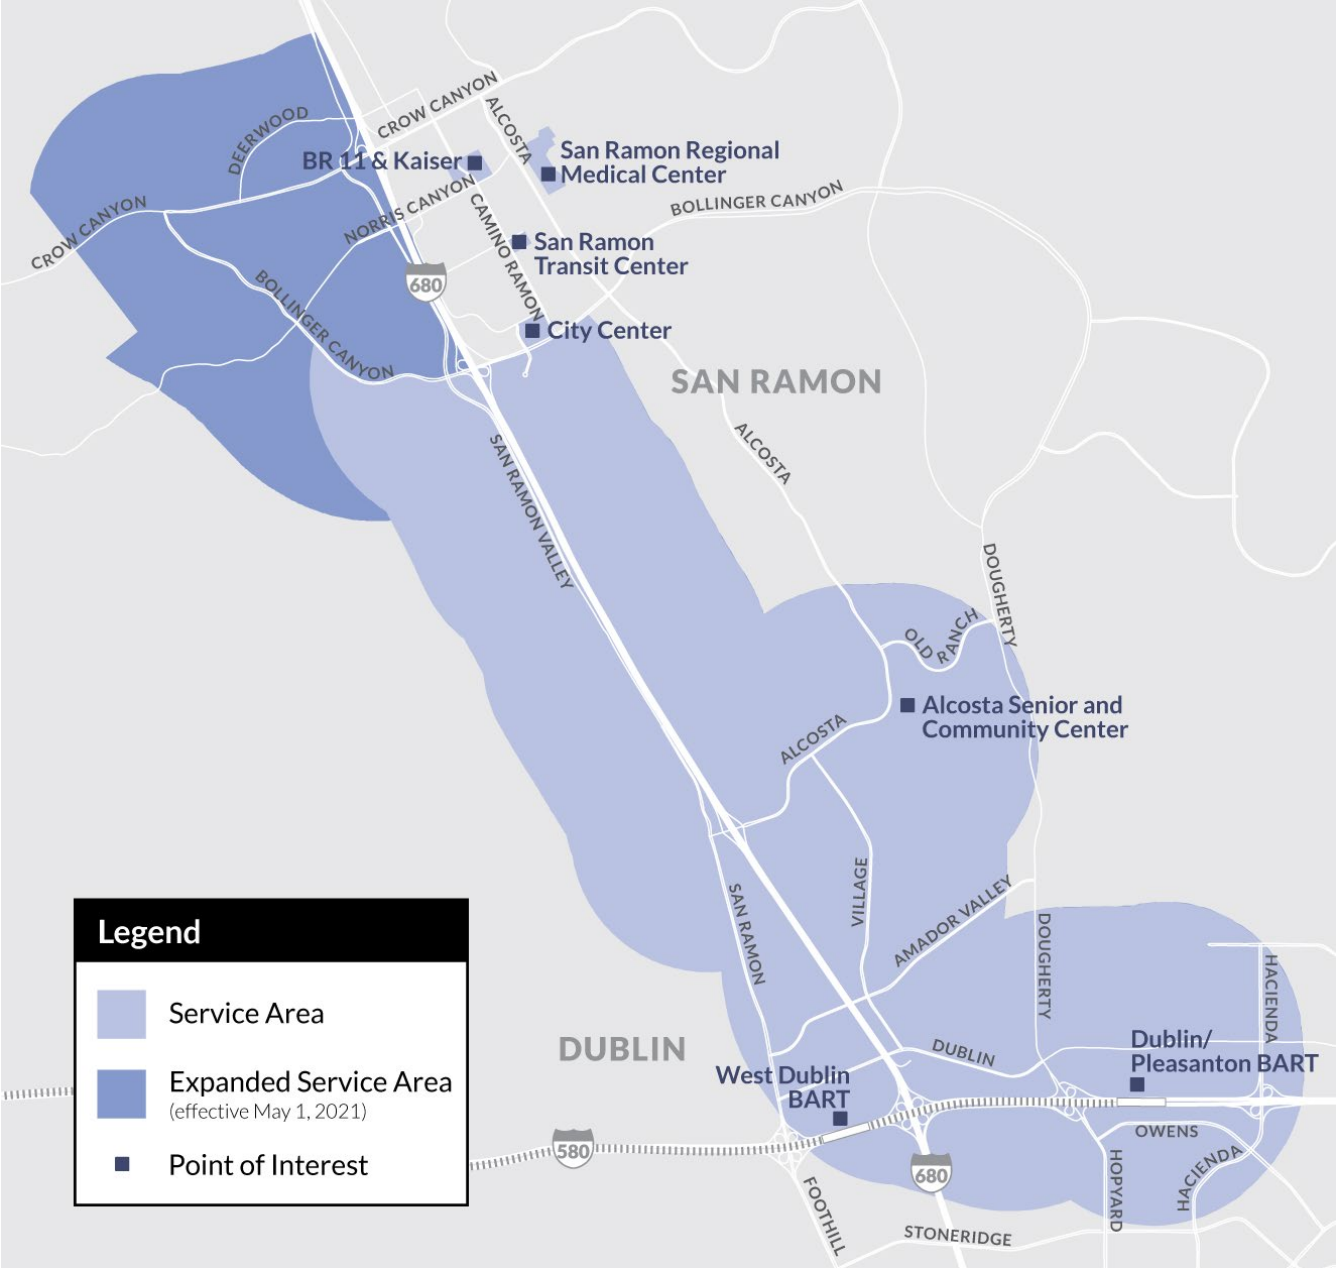 CROW CANYON
ALCOSTA
DEERWOOD
BR 11 & Kaiser
San Ramon Regional
Medical Center
NORRIS CANYON
CAMINO RAMON
BOLLINGER CANYON
CROW CANYON
San Ramon
Transit Center
680
BOLLINGER CANYON
City Center
SAN RAMON
ALCOSTA
SAN RAMON VALLEY
DOUGHERTY
OLD RANCH
Alcosta Senior and
Community Center
ALCOSTA
VILLAGE
AMADOR VALLEY
SAN RAMON
DOUGHERTY
HACIENDA
DUBLIN
DUBLIN
Dublin/
Pleasanton BART
West Dublin
BART
OWENS
580
680
HOPYARD
HACIENDA
FOOTHILL
STONERIDGE
Legend
Service Area
Expanded Service Area
(effective May 1, 2021)
Point of Interest